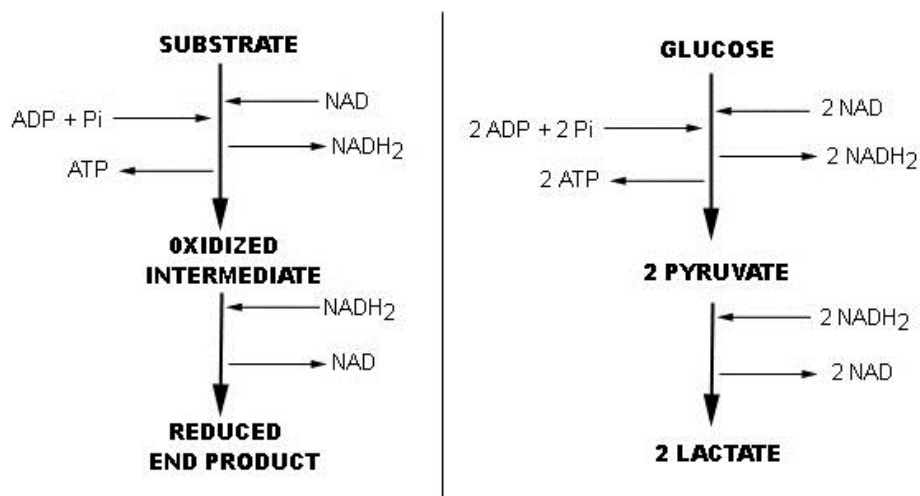 SUBSTRATE
NAD
ADP + Pi
NADH2
ATP
0XIDIZED
INTERMEDIATE
NADH2
NAD
REDUCED
END PRODUCT
GLUCOSE
2 NAD
2 ADP + 2 Pi
2 NADH2
2 ATP
2 PYRUVATE
2 NADH2
2 NAD
2 LACTATE